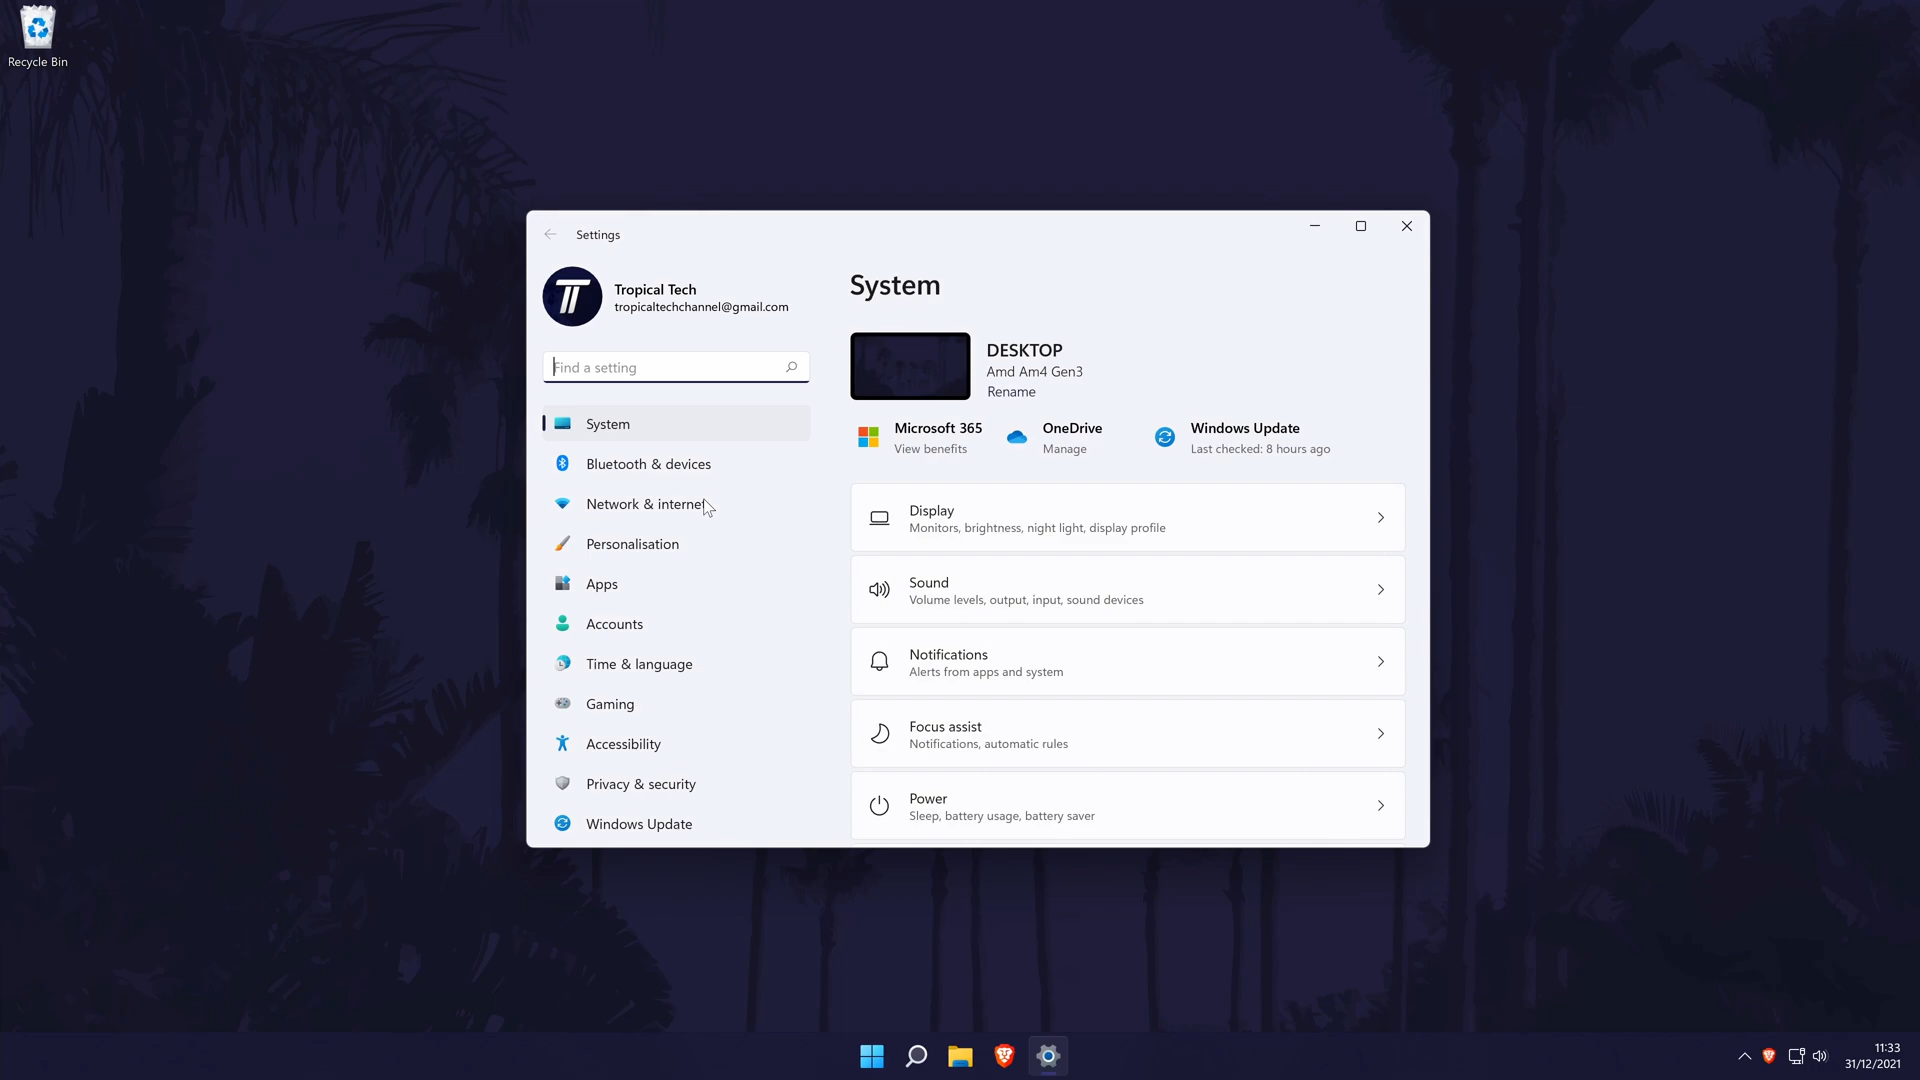 Recycle Bin
Settings
Tropical Tech
tropicaltechchannel@gmail.com
Find a setting
System
Bluetooth & devices
Network & internet
Personalisation
Apps
Accounts
Time & language
Gaming
Accessibility
Privacy & security
Windows Update
System
DESKTOP
Amd Am4 Gen3
Rename
Microsoft 365
View benefits
OneDrive
Manage
Windows Update
Last checked: 8 hours ago
Display
Monitors, brightness, night light, display profile
Sound
Volume levels, output, input, sound devices
Notifications
Alerts from apps and system
Focus assist
Notifications, automatic rules
Power
Sleep, battery usage, battery saver
11:33
31/12/2021